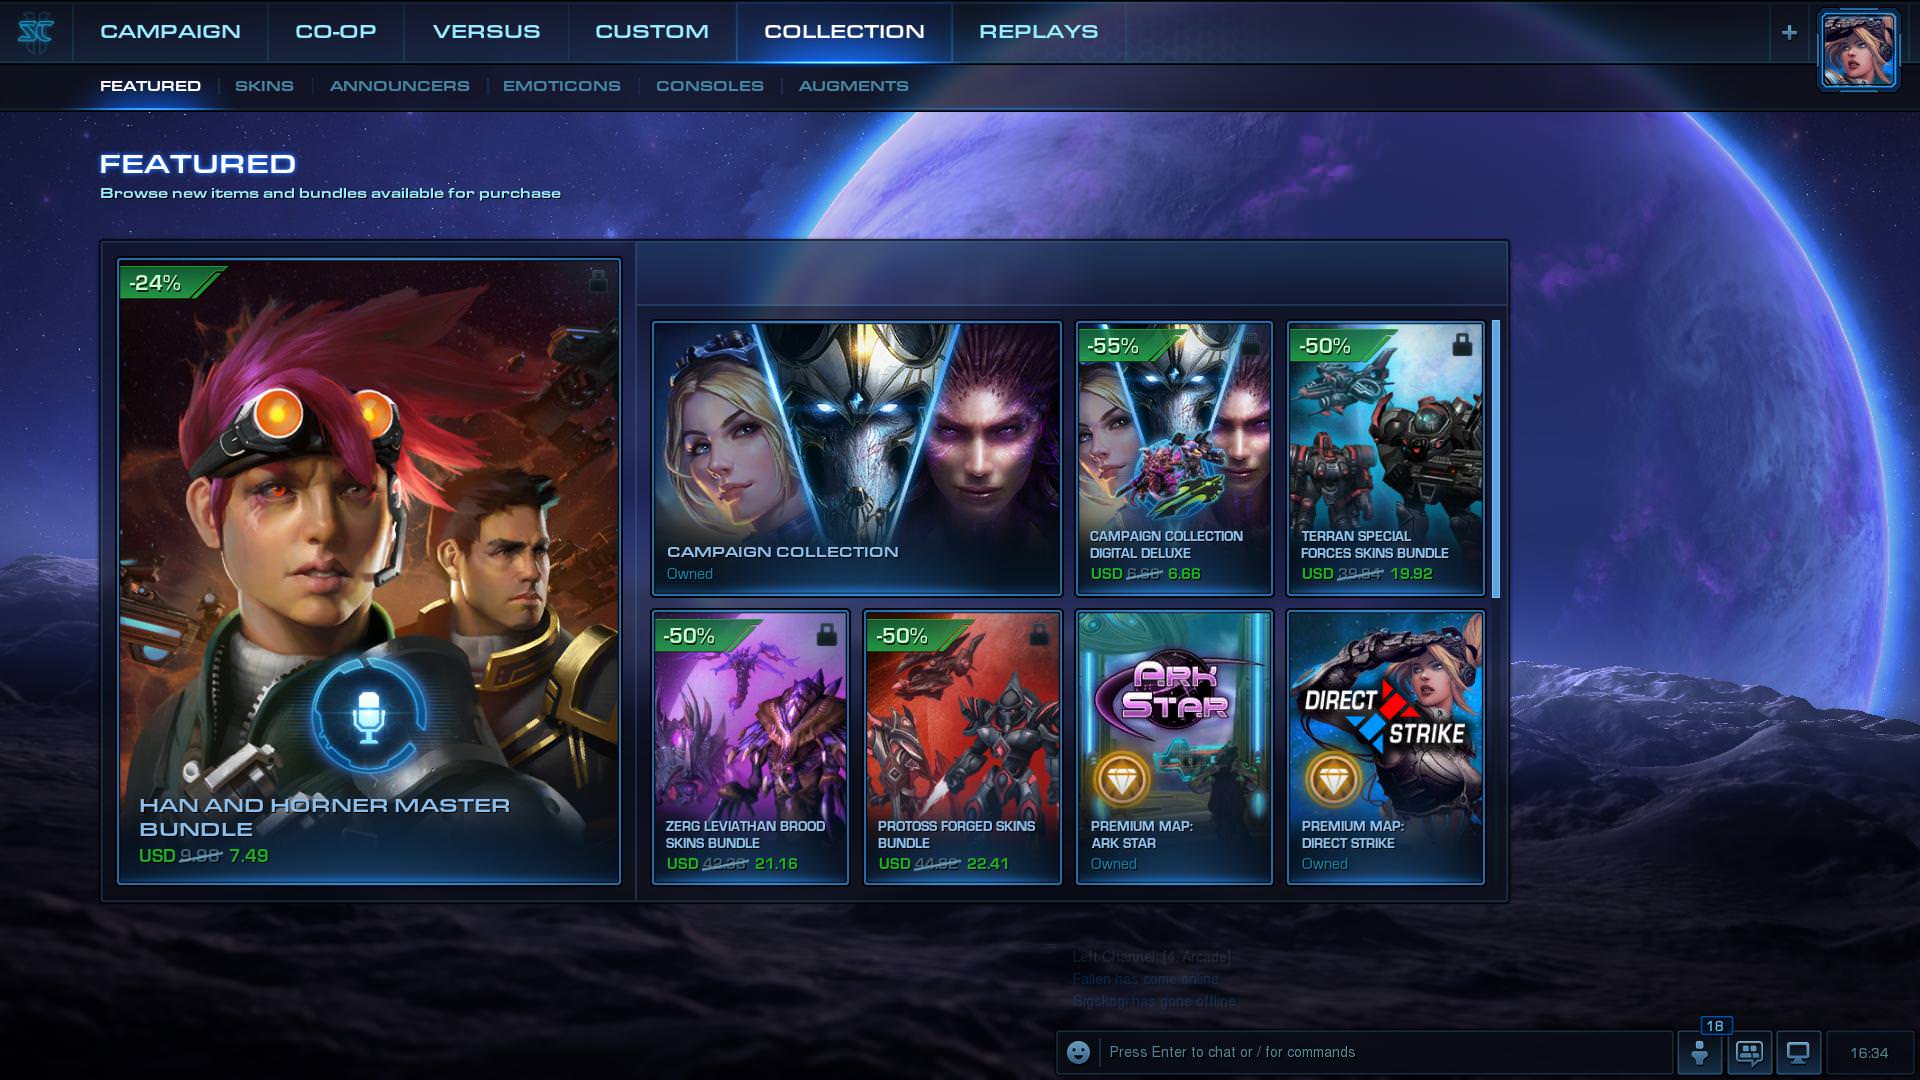 CAMPAIGN
CO-OP
VERSUS
CUSTOM
COLLECTION
REPLAYS
+
FEATURED
SKINS
ANNOUNCERS
EMOTICONS
CONSOLES
AUGMENTS
FEATURED
Browse new items and bundles available for purchase
-24%
HAN AND HORNER MASTER
BUNDLE
USD 9.98 7.49
CAMPAIGN COLLECTION
Owned
-55%
CAMPAIGN COLLECTION
DIGITAL DELUXE
USD 6.66
-50%
TERRAN SPECIAL
FORCES SKINS BUNDLE
USD 39.84 19.92
-50%
ZERG LEVIATHAN BROOD
SKINS BUNDLE
USD 42.33 21.16
-50%
PROTOSS FORGED SKINS
BUNDLE
USD 44.82 22.41
ARK
STAR
PREMIUM MAP:
ARK STAR
Owned
DIRECT
STRIKE
PREMIUM MAP:
DIRECT STRIKE
Owned
Left Channel: [4. Arcade]
Fallen has come online
Sigskogi has gone offline
Press Enter to chat or / for commands
18
16:34